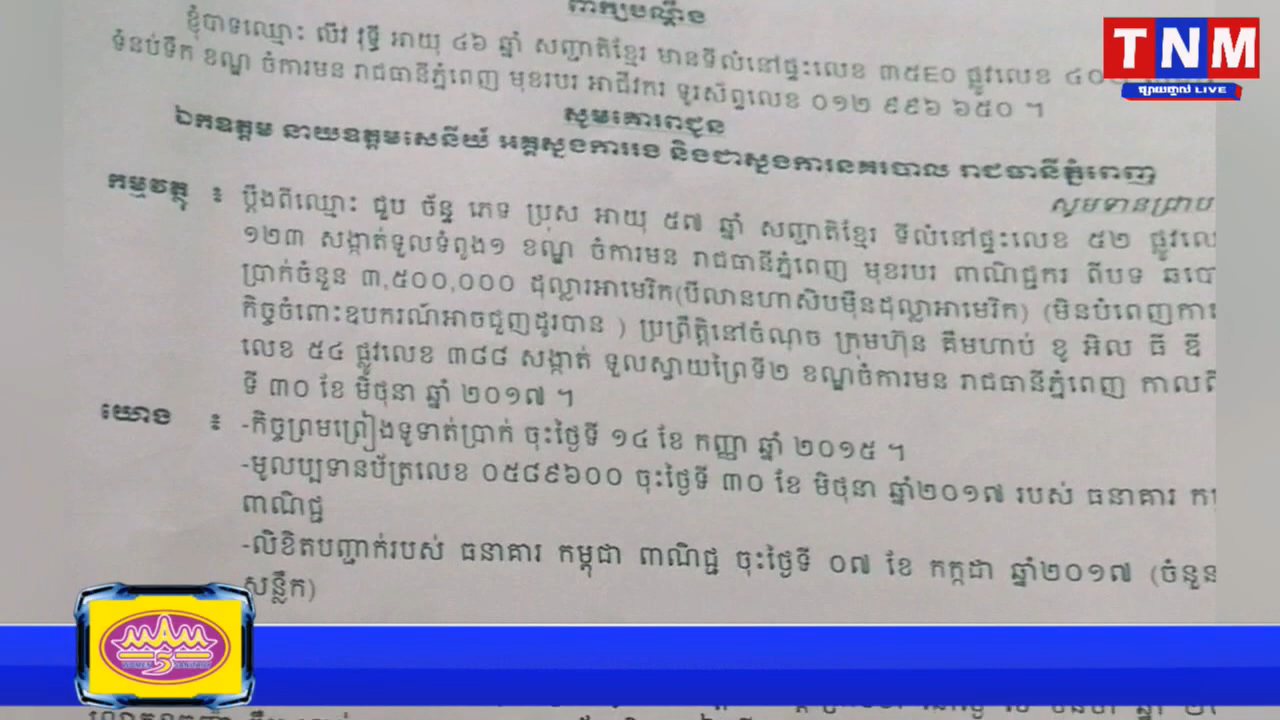 ពាក្យបណ្ដឹង
ខ្ញុំបាទឈ្មោះ លីវ វុទ្ធី អាយុ ៤៦ ឆ្នាំ សញ្ជាតិខ្មែរ មានទីលំនៅផ្ទះលេខ ៣៥E០ ផ្លូវលេខ
ទំនប់ទឹក ខណ្ឌ ចំការមន រាជធានីភ្នំពេញ មុខរបរ អាជីវករ ទូរស័ព្ទលេខ ០១២ ៩៩៦ ៦៥០ ។
សូមគោរពជូន
ឯកឧត្តម នាយឧត្តមសេនីយ៍ អគ្គស្នងការរង និងជាស្នងការនគរបាល រាជធានីភ្នំពេញ
សូមទានជ្រាប
កម្មវត្ថុ ៖ ប្ដឹងពីឈ្មោះ ជួប ច័ន្ទ ភេទ ប្រុស អាយុ ៥៧ ឆ្នាំ សញ្ជាតិខ្មែរ ទីលំនៅផ្ទះលេខ ៥២ ផ្លូវលេ
១២៣ សង្កាត់ទួលទំពូង១ ខណ្ឌ ចំការមន រាជធានីភ្នំពេញ មុខរបរ ពាណិជ្ជករ ពីបទ ឆបោ
ប្រាក់ចំនួន ៣,៥០០,០០០ ដុល្លារអាមេរិក(បីលានហាសិបម៉ឺនដុល្លាអាមេរិក) (មិនបំពេញកា
កិច្ចចំពោះឧបករណ៍អាចជួញដូរបាន ) ប្រព្រឹត្តិនៅចំណុច ក្រុមហ៊ុន គឹមហាប់ ខូ អិល ធី ឌី
លេខ ៥៤ ផ្លូវលេខ ៣៨៨ សង្កាត់ ទួលស្វាយព្រៃទី២ ខណ្ឌចំការមន រាជធានីភ្នំពេញ កាលពី
ទី ៣០ ខែ មិថុនា ឆ្នាំ ២០១៧ ។
យោង ៖ -កិច្ចព្រមព្រៀងទូទាត់ប្រាក់ ចុះថ្ងៃទី ១៤ ខែ កញ្ញា ឆ្នាំ ២០១៥ ។
-មូលប្បទានប័ត្រលេខ ០៥៨៩៦០០ ចុះថ្ងៃទី ៣០ ខែ មិថុនា ឆ្នាំ២០១៧ របស់ ធនាគារ
ពាណិជ្ជ
-លិខិតបញ្ជាក់របស់ ធនាគារ កម្ពុជា ពាណិជ្ជ ចុះថ្ងៃទី ០៧ ខែ កក្កដា ឆ្នាំ២០១៧ (ចំនួន
សន្លឹក)
TNM
ផ្សាយផ្ទាល់ LIVE
5